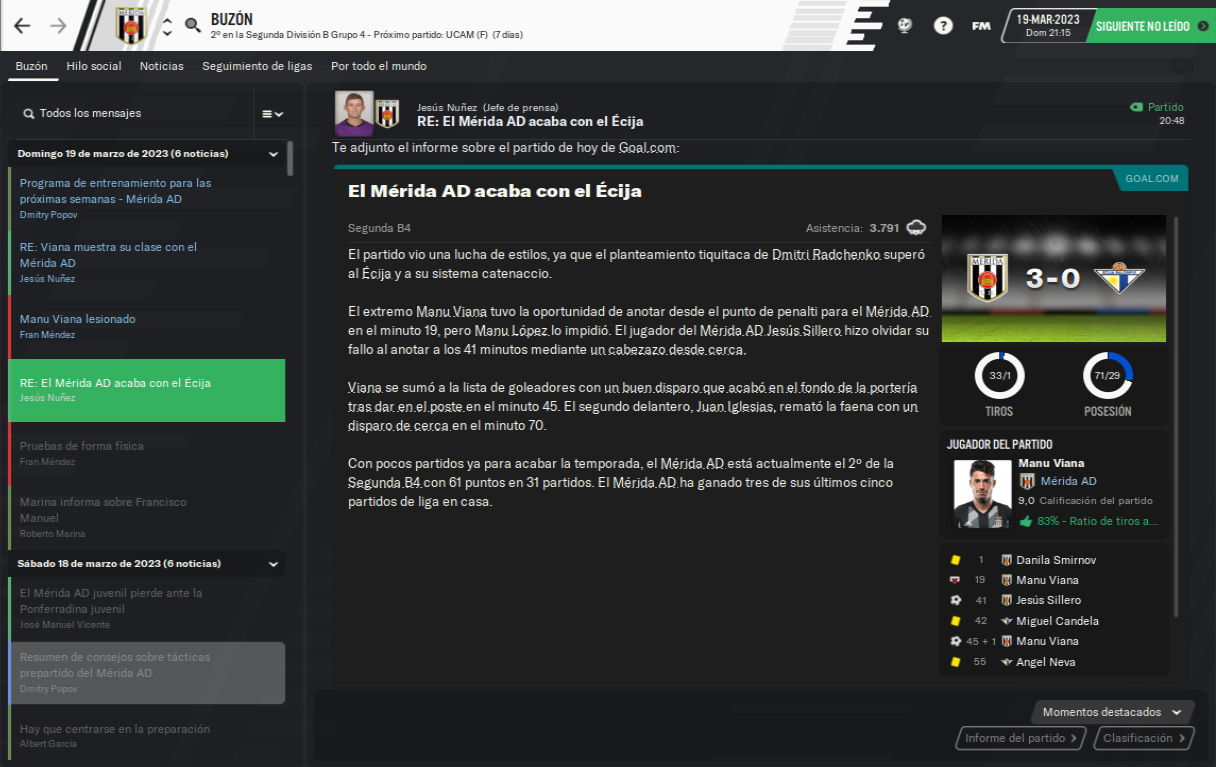 BUZÓN
2º en la Segunda División B Grupo 4 - Próximo partido: UCAM (F) (7 días)
FM
19-MAR-2023
Dom 21:15
SIGUIENTE NO LEÍDO
Buzón
Hilo social
Noticias
Seguimiento de ligas
Por todo el mundo
Todos los mensajes
Domingo 19 de marzo de 2023 (6 noticias)
Programa de entrenamiento para las
próximas semanas - Mérida AD
Dmitry Popov
RE: Viana muestra su clase con el
Mérida AD
Jesús Nuñez
Manu Viana lesionado
Fran Méndez
RE: El Mérida AD acaba con el Écija
Jesús Nuñez
Pruebas de forma física
Fran Méndez
Marina informa sobre Francisco
Manuel
Roberto Marina
Sábado 18 de marzo de 2023 (6 noticias)
El Mérida AD juvenil pierde ante la
Ponferradina juvenil
José Manuel Vicente
Resumen de consejos sobre tácticas
prepartido del Mérida AD
Dmitry Popov
Hay que centrarse en la preparación
Albert García
Jesús Nuñez (Jefe de prensa)
RE: El Mérida AD acaba con el Écija
Partido
20:48
Te adjunto el informe sobre el partido de hoy de Goal.com:
GOAL.COM
El Mérida AD acaba con el Écija
Segunda B4
Asistencia: 3.791
El partido vio una lucha de estilos, ya que el planteamiento tiquitaca de Dmitri Radchenko superó
al Écija y a su sistema catenaccio.
El extremo Manu Viana tuvo la oportunidad de anotar desde el punto de penalti para el Mérida AD
en el minuto 19, pero Manu López lo impidió. El jugador del Mérida AD Jesús Sillero hizo olvidar su
fallo al anotar a los 41 minutos mediante un cabezazo desde cerca.
Viana se sumó a la lista de goleadores con un buen disparo que acabó en el fondo de la portería
tras dar en el poste en el minuto 45. El segundo delantero, Juan Iglesias, remató la faena con un
disparo de cerca en el minuto 70.
Con pocos partidos ya para acabar la temporada, el Mérida AD está actualmente el 2º de la
Segunda B4 con 61 puntos en 31 partidos. El Mérida AD ha ganado tres de sus últimos cinco
partidos de liga en casa.
MÉRIDA
3-0
33/1
71/29
TIROS
POSESIÓN
JUGADOR DEL PARTIDO
Manu Viana
Mérida AD
9,0 Calificación del partido
83% - Ratio de tiros a...
1 Danila Smirnov
19 Manu Viana
41 Jesús Sillero
42 Miguel Candela
45 + 1 Manu Viana
55 Angel Neva
Momentos destacados
Informe del partido
Clasificación